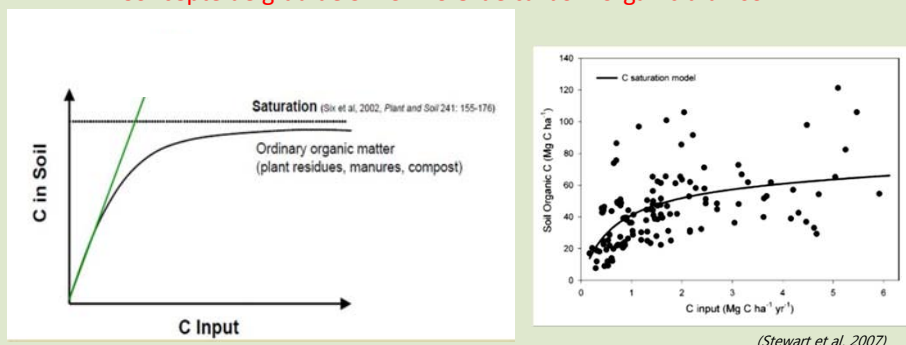 C in Soil
Saturation (Six et al, 2002, Plant and Soil 241: 155-176)
Ordinary organic matter
(plant residues, manures, compost)
C Input
C saturation model
Soil Organic C (Mg C ha⁻¹)
140
120
100
80
60
40
20
0
0 1 2 3 4 5 6
C input (Mg C ha⁻¹ yr⁻¹)
(Stewart et al. 2007)